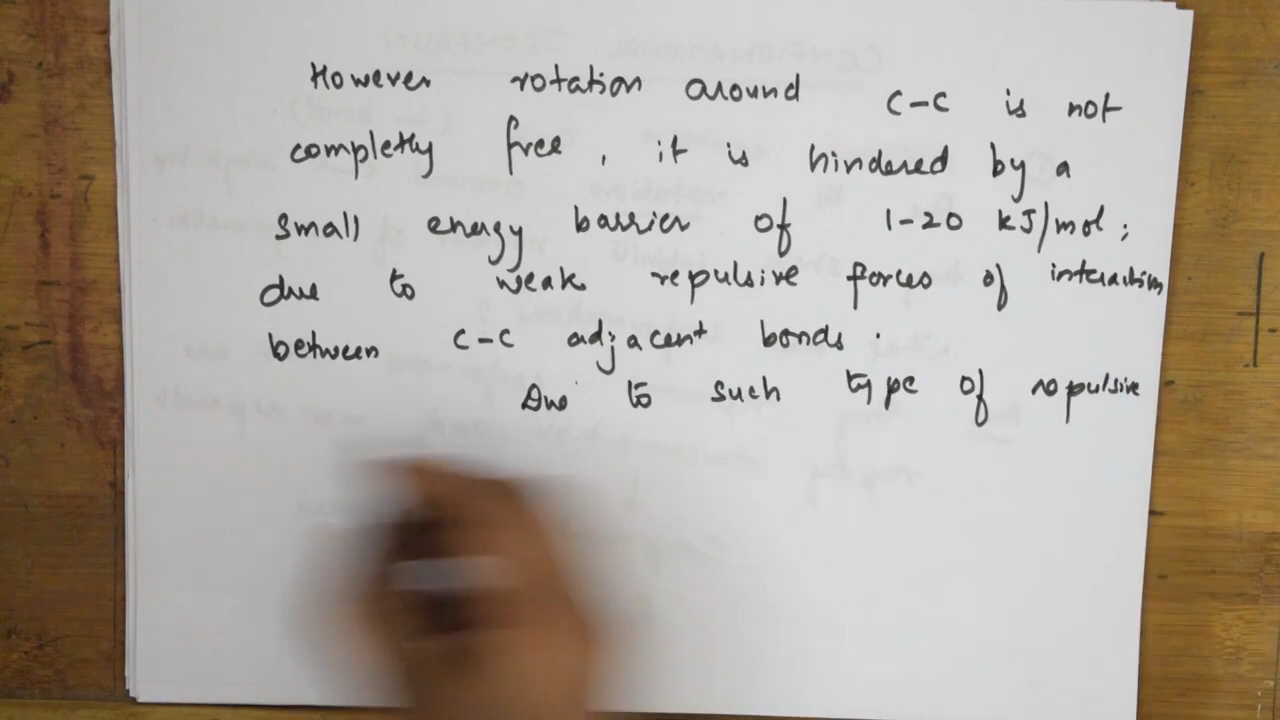 However rotation around C-C is not
completly free, it is hindered by a
small energy barrier of 1-20 kJ/mol;
due to weak repulsive forces of interaction
between C-C adjacent bonds.
Due to such type of repulsive